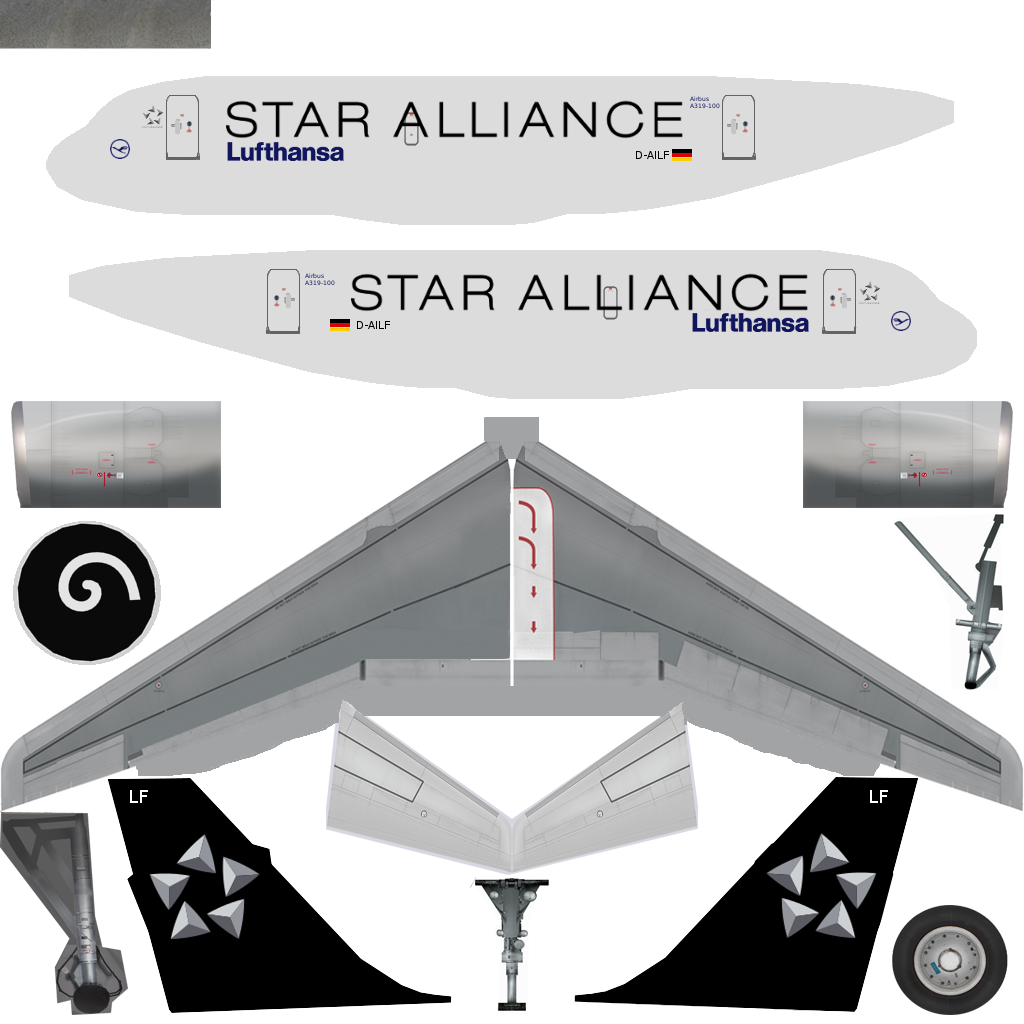 STAR ALLIANCE
Airbus
A319-100
Lufthansa
D-AILF
Airbus
A319-100
STAR ALLIANCE
D-AILF
Lufthansa
LF
LF